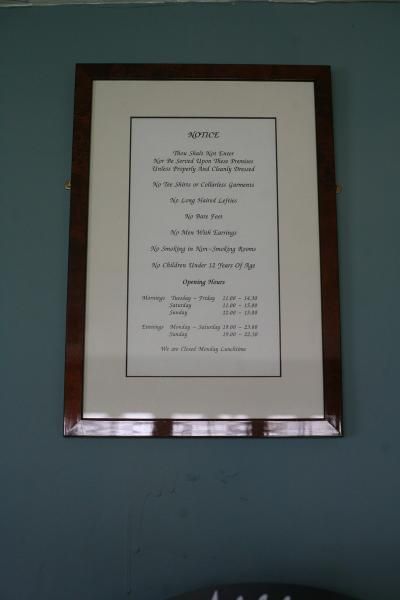 NOTICE
Thou Shalt Not Enter
Nor Be Served Upon These Premises
Unless Properly And Cleanly Dressed
No Tee Shirts or Collarless Garments
No Long Haired Lefties
No Bare Feet
No Men With Earrings
No Smoking in Non-Smoking Rooms
No Children Under 12 Years Of Age
Opening Hours
Mornings Tuesday - Friday 11.00 - 14.30
Saturday 11.00 - 15.00
Sunday 12.00 - 15.00
Evenings Monday - Saturday 19.00 - 23.00
Sunday 19.00 - 22.30
We are Closed Monday Lunchtime